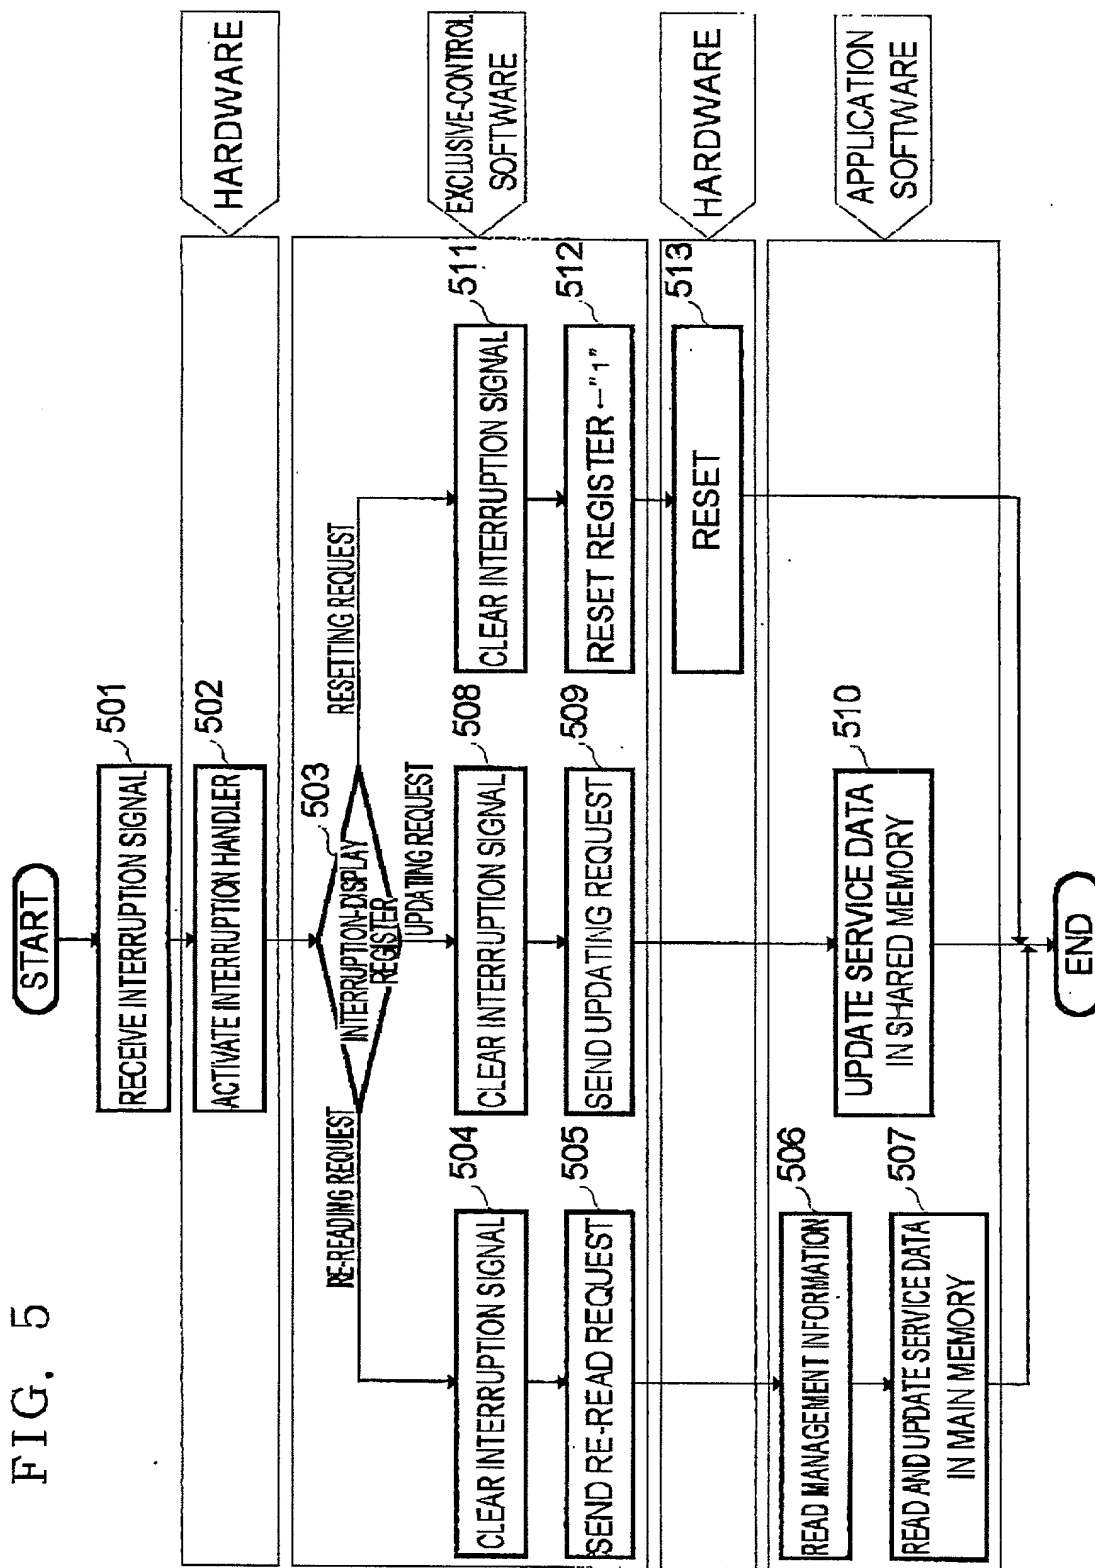 FIG. 5
START
RECEIVE INTERRUPTION SIGNAL
501
ACTIVATE INTERRUPTION HANDLER
502
HARDWARE
INTERRUPTION-DISPLAY
REGISTER
503
RE-READING REQUEST
UPDATING REQUEST
RESETTING REQUEST
EXCLUSIVE-CONTROL
SOFTWARE
CLEAR INTERRUPTION SIGNAL
504
CLEAR INTERRUPTION SIGNAL
508
CLEAR INTERRUPTION SIGNAL
511
SEND RE-READ REQUEST
505
SEND UPDATING REQUEST
509
RESET REGISTER ←"1"
512
RESET
513
HARDWARE
READ MANAGEMENT INFORMATION
506
READ AND UPDATE SERVICE DATA
IN MAIN MEMORY
507
UPDATE SERVICE DATA
IN SHARED MEMORY
510
APPLICATION
SOFTWARE
END